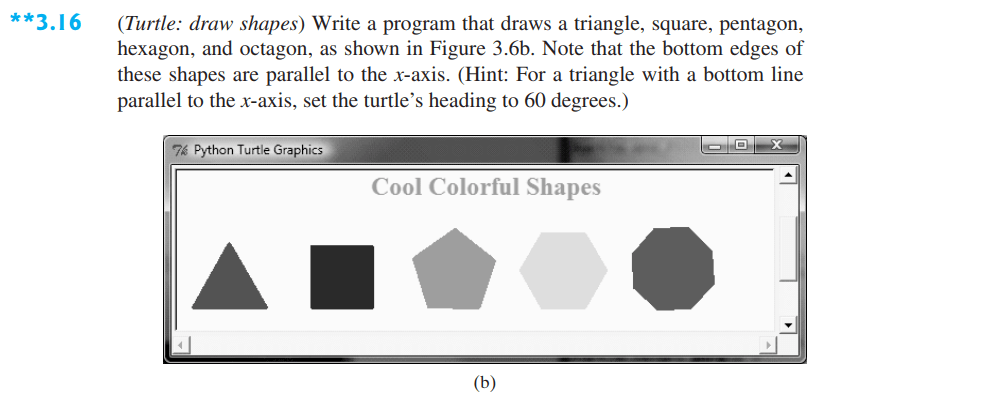 **3.16 (Turtle: draw shapes) Write a program that draws a triangle, square, pentagon,
hexagon, and octagon, as shown in Figure 3.6b. Note that the bottom edges of
these shapes are parallel to the x-axis. (Hint: For a triangle with a bottom line
parallel to the x-axis, set the turtle’s heading to 60 degrees.)
Python Turtle Graphics
Cool Colorful Shapes
(b)